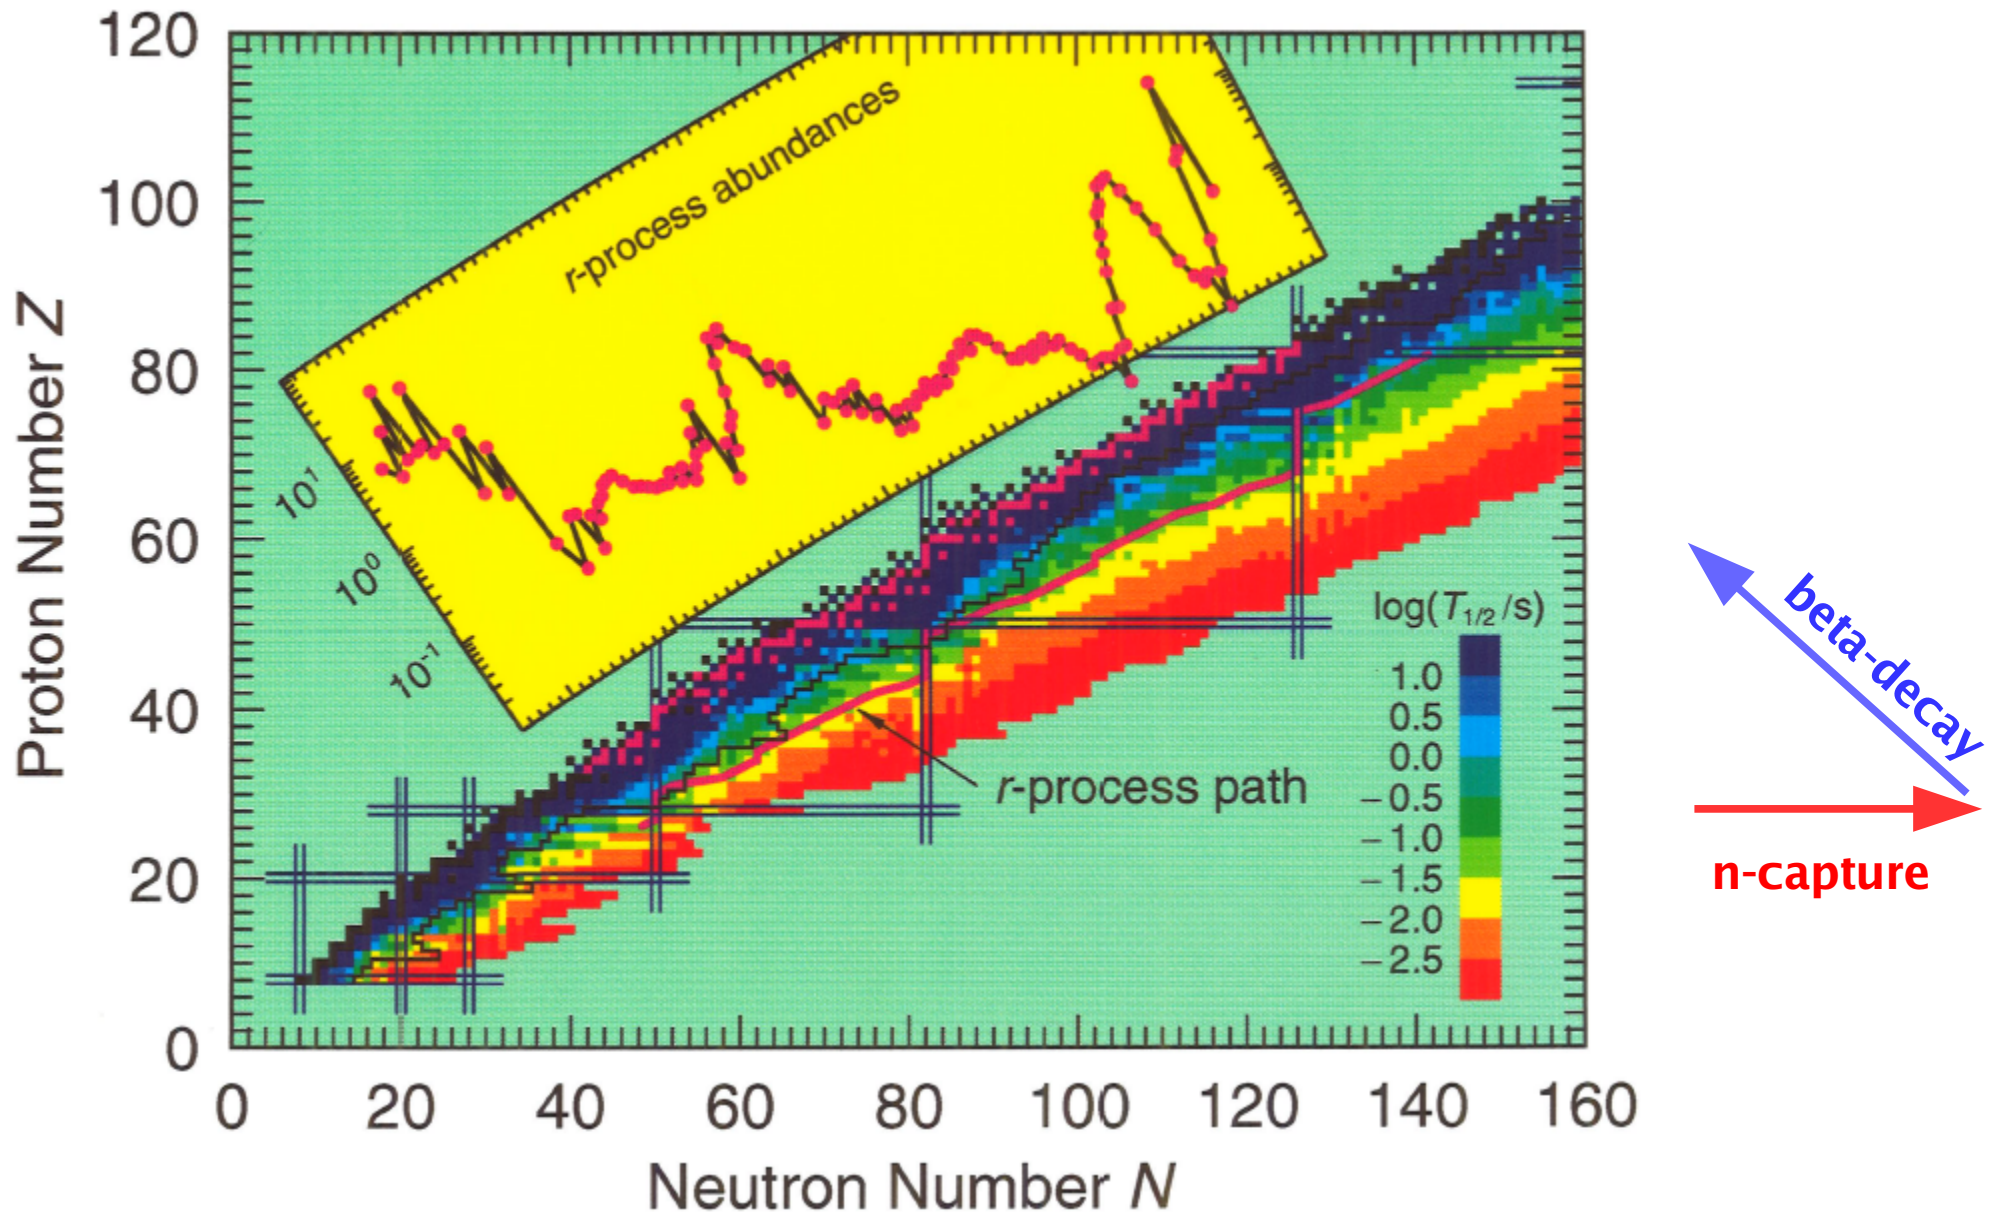 120
100
80
60
40
20
0
Proton Number Z
0 20 40 60 80 100 120 140 160
Neutron Number N
r-process abundances
10¹
10⁰
10⁻¹
r-process path
log(T1/2/s)
1.0
0.5
0.0
−0.5
−1.0
−1.5
−2.0
−2.5
beta-decay
n-capture